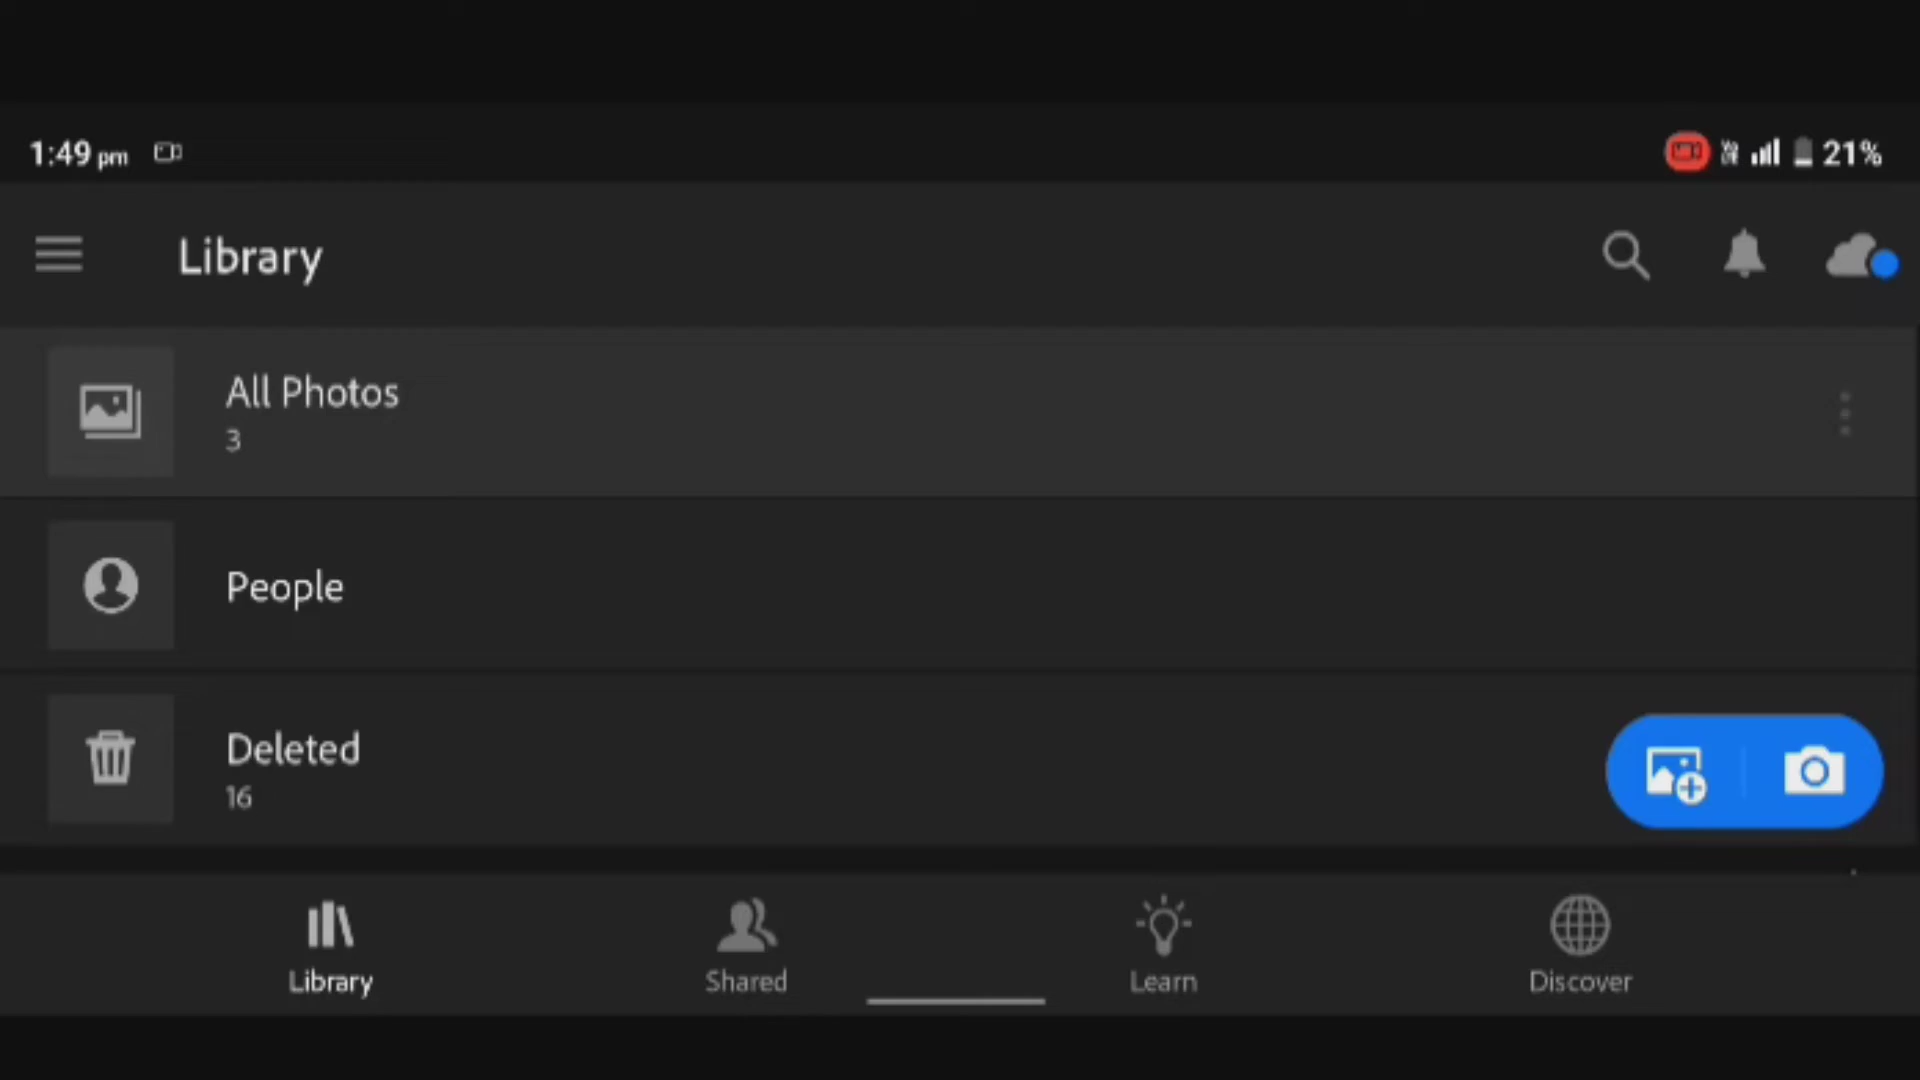 1:49 pm
21%
Library
All Photos
3
People
Deleted
16
Library
Shared
Learn
Discover